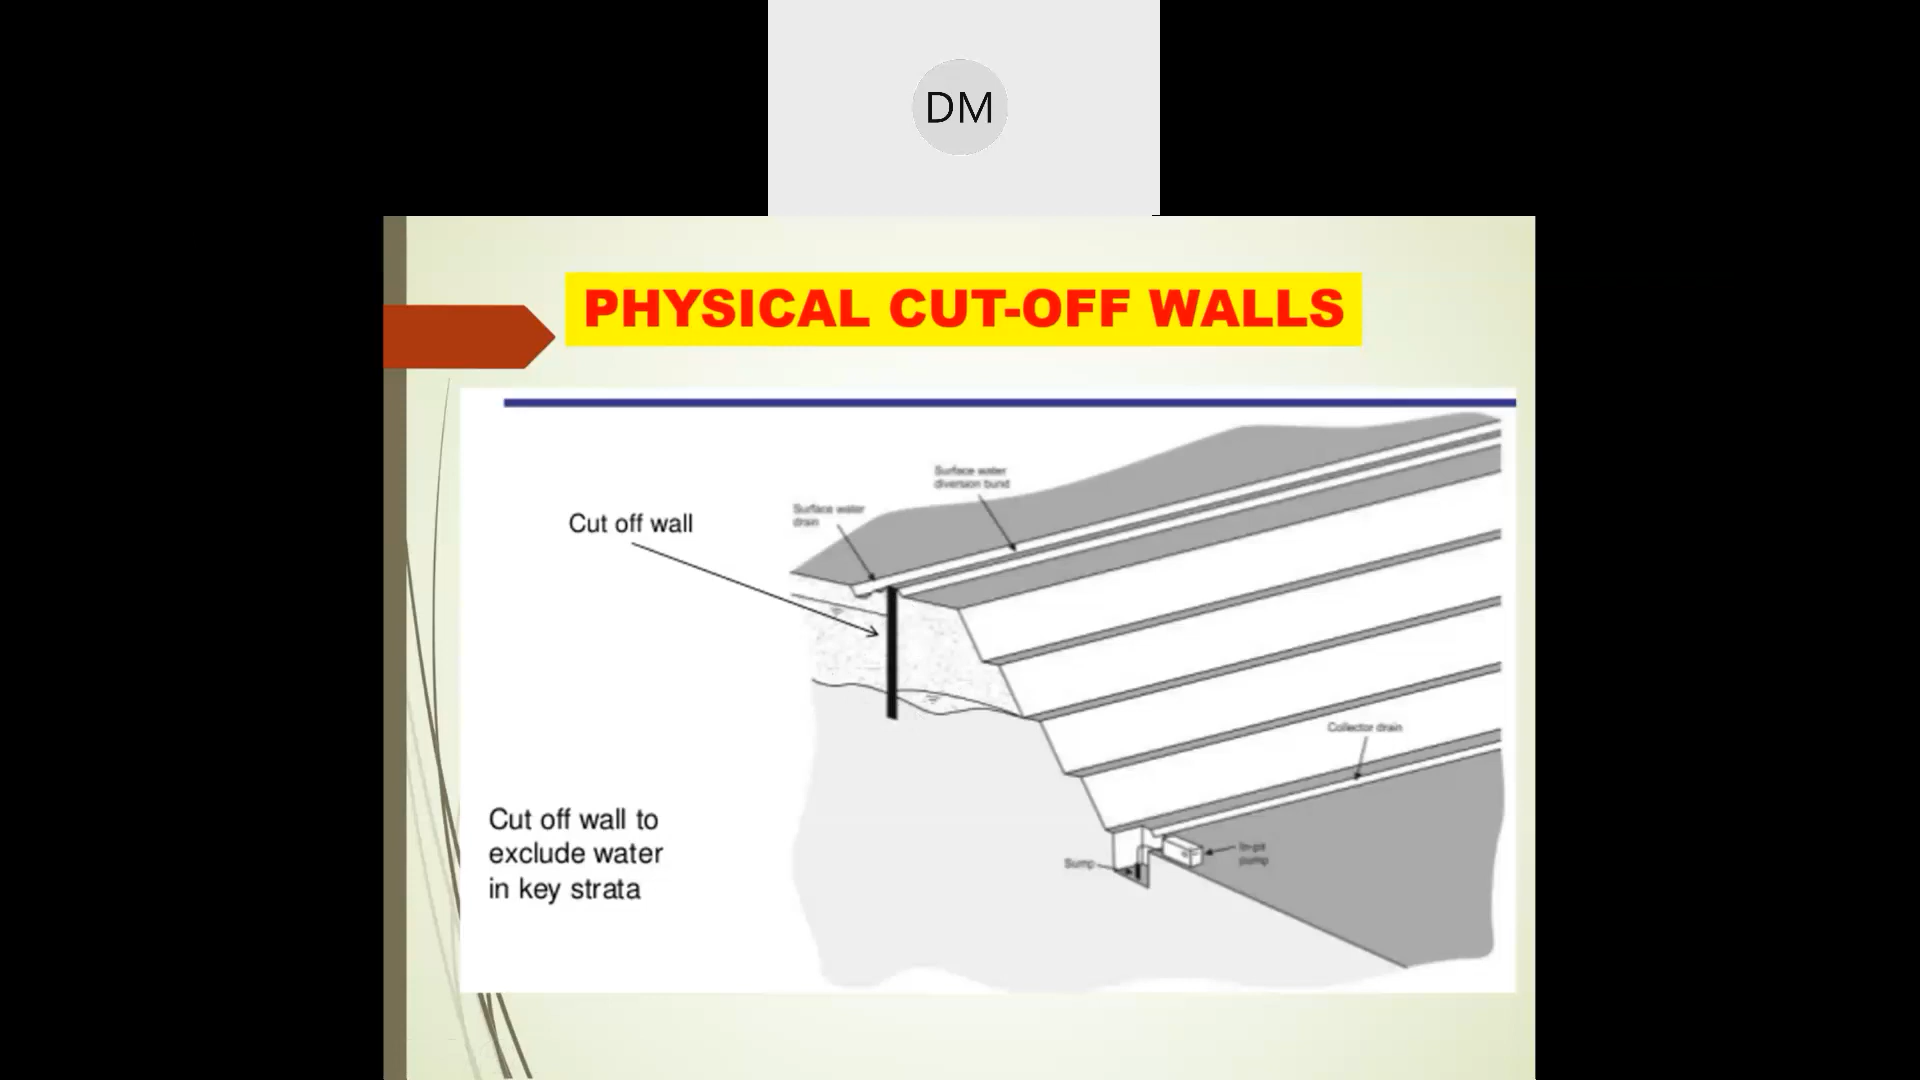 DM
PHYSICAL CUT-OFF WALLS
Surface water
diversion bund
Surface water
drain
Cut off wall
Collector drain
Cut off wall to
exclude water
in key strata
Sump
In-pit
pump